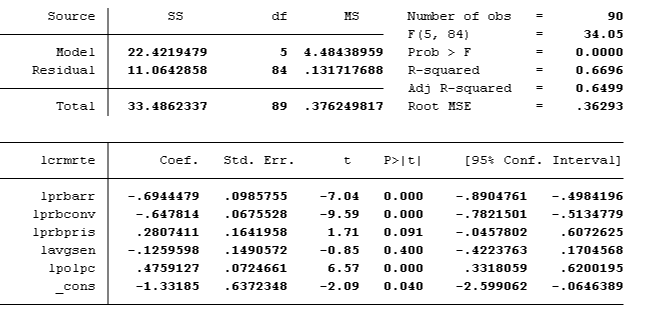 Source SS df MS Number of obs = 90
F(5, 84) = 34.05
Model 22.4219479 5 4.48438959 Prob > F = 0.0000
Residual 11.0642858 84 .131717688 R-squared = 0.6696
Adj R-squared = 0.6499
Total 33.4862337 89 .376249817 Root MSE = .36293
lcrmrte Coef. Std. Err. t P>|t| [95% Conf. Interval]
lprbarr -.6944479 .0985755 -7.04 0.000 -.8904761 -.4984196
lprbconv -.647814 .0675528 -9.59 0.000 -.7821501 -.5134779
lprbpris .2807411 .1641958 1.71 0.091 -.0457802 .6072625
lavgsen -.1259598 .1490572 -0.85 0.400 -.4223763 .1704568
lpolpc .4759127 .0724661 6.57 0.000 .3318059 .6200195
_cons -1.33185 .6372348 -2.09 0.040 -2.599062 -.0646389